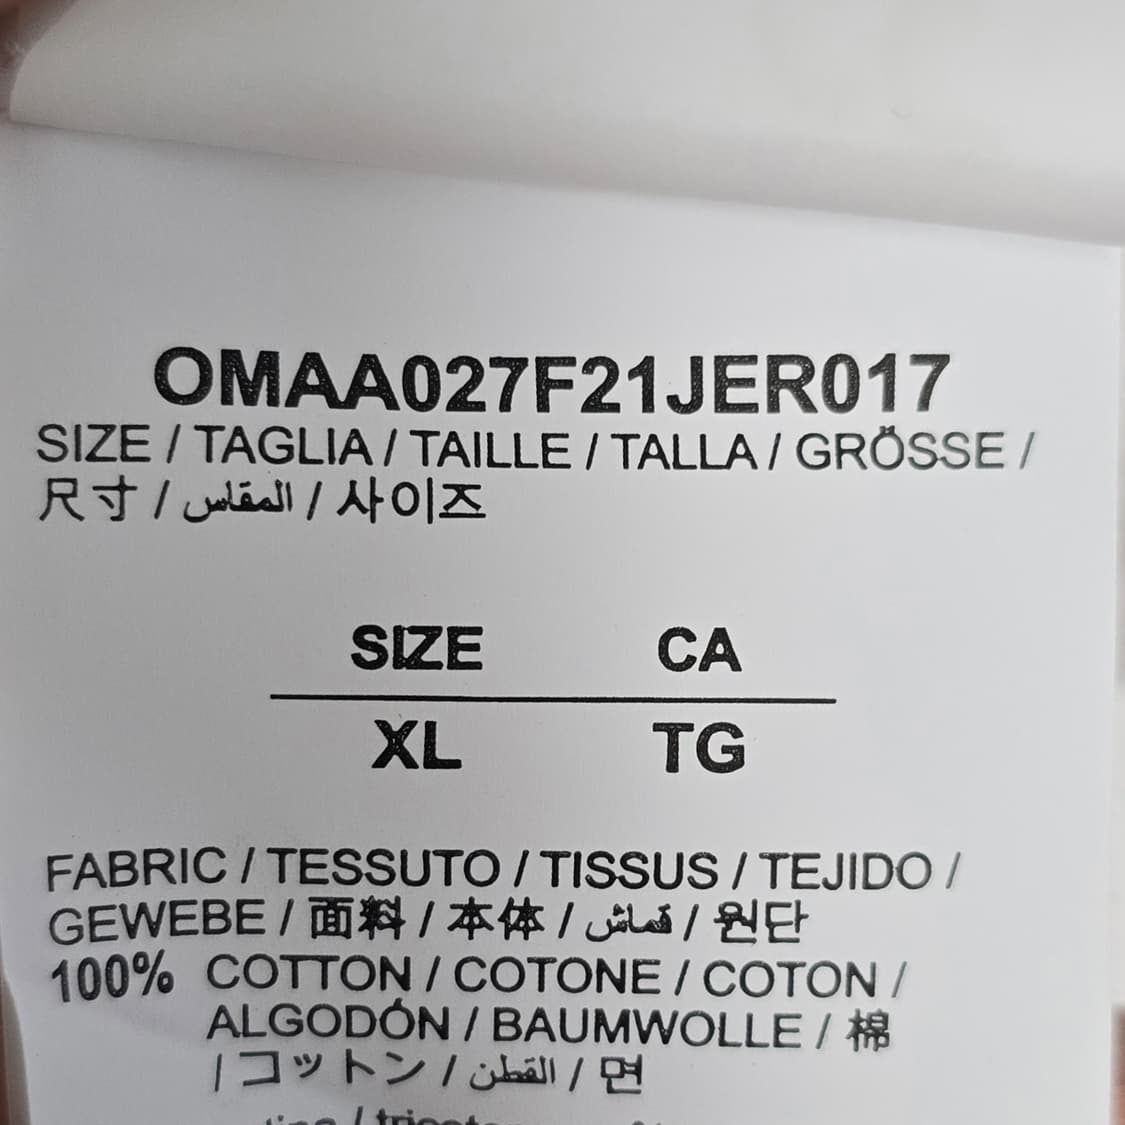 OMAA027F21JER017
SIZE / TAGLIA / TAILLE / TALLA / GRÖSSE /
尺寸 / المقاس / 사이즈
SIZE CA
XL TG
FABRIC / TESSUTO / TISSUS / TEJIDO /
GEWEBE / 面料 / 本体 / قماش / 원단
100% COTTON / COTONE / COTON /
ALGODÓN / BAUMWOLLE / 棉
/ コットン / القطن / 면